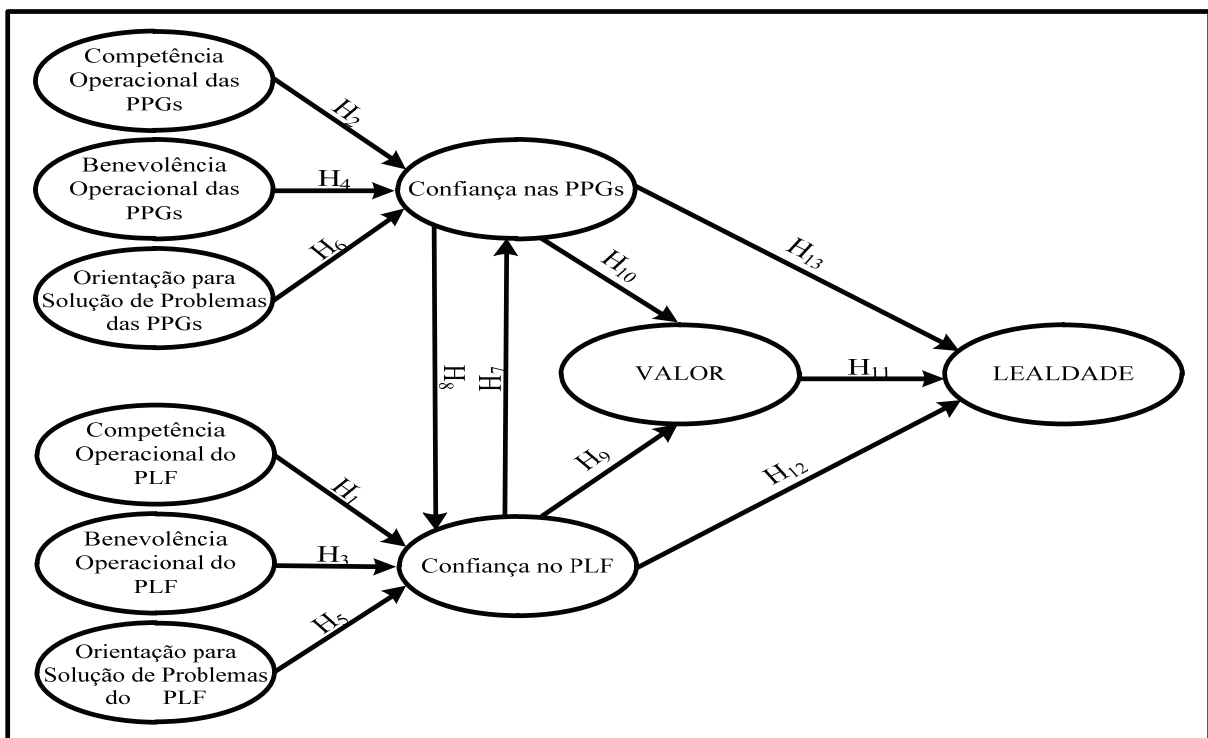 Competência
Operacional das
PPGs
H2
Benevolência
Operacional das
PPGs
H4
Confiança nas PPGs
Orientação para
Solução de Problemas
das PPGs
H6
H13
H10
H8
H7
VALOR
H11
LEALDADE
Competência
Operacional do
PLF
H1
H9
H12
Benevolência
Operacional do
PLF
H3
Confiança no PLF
Orientação para
Solução de Problemas
do PLF
H5